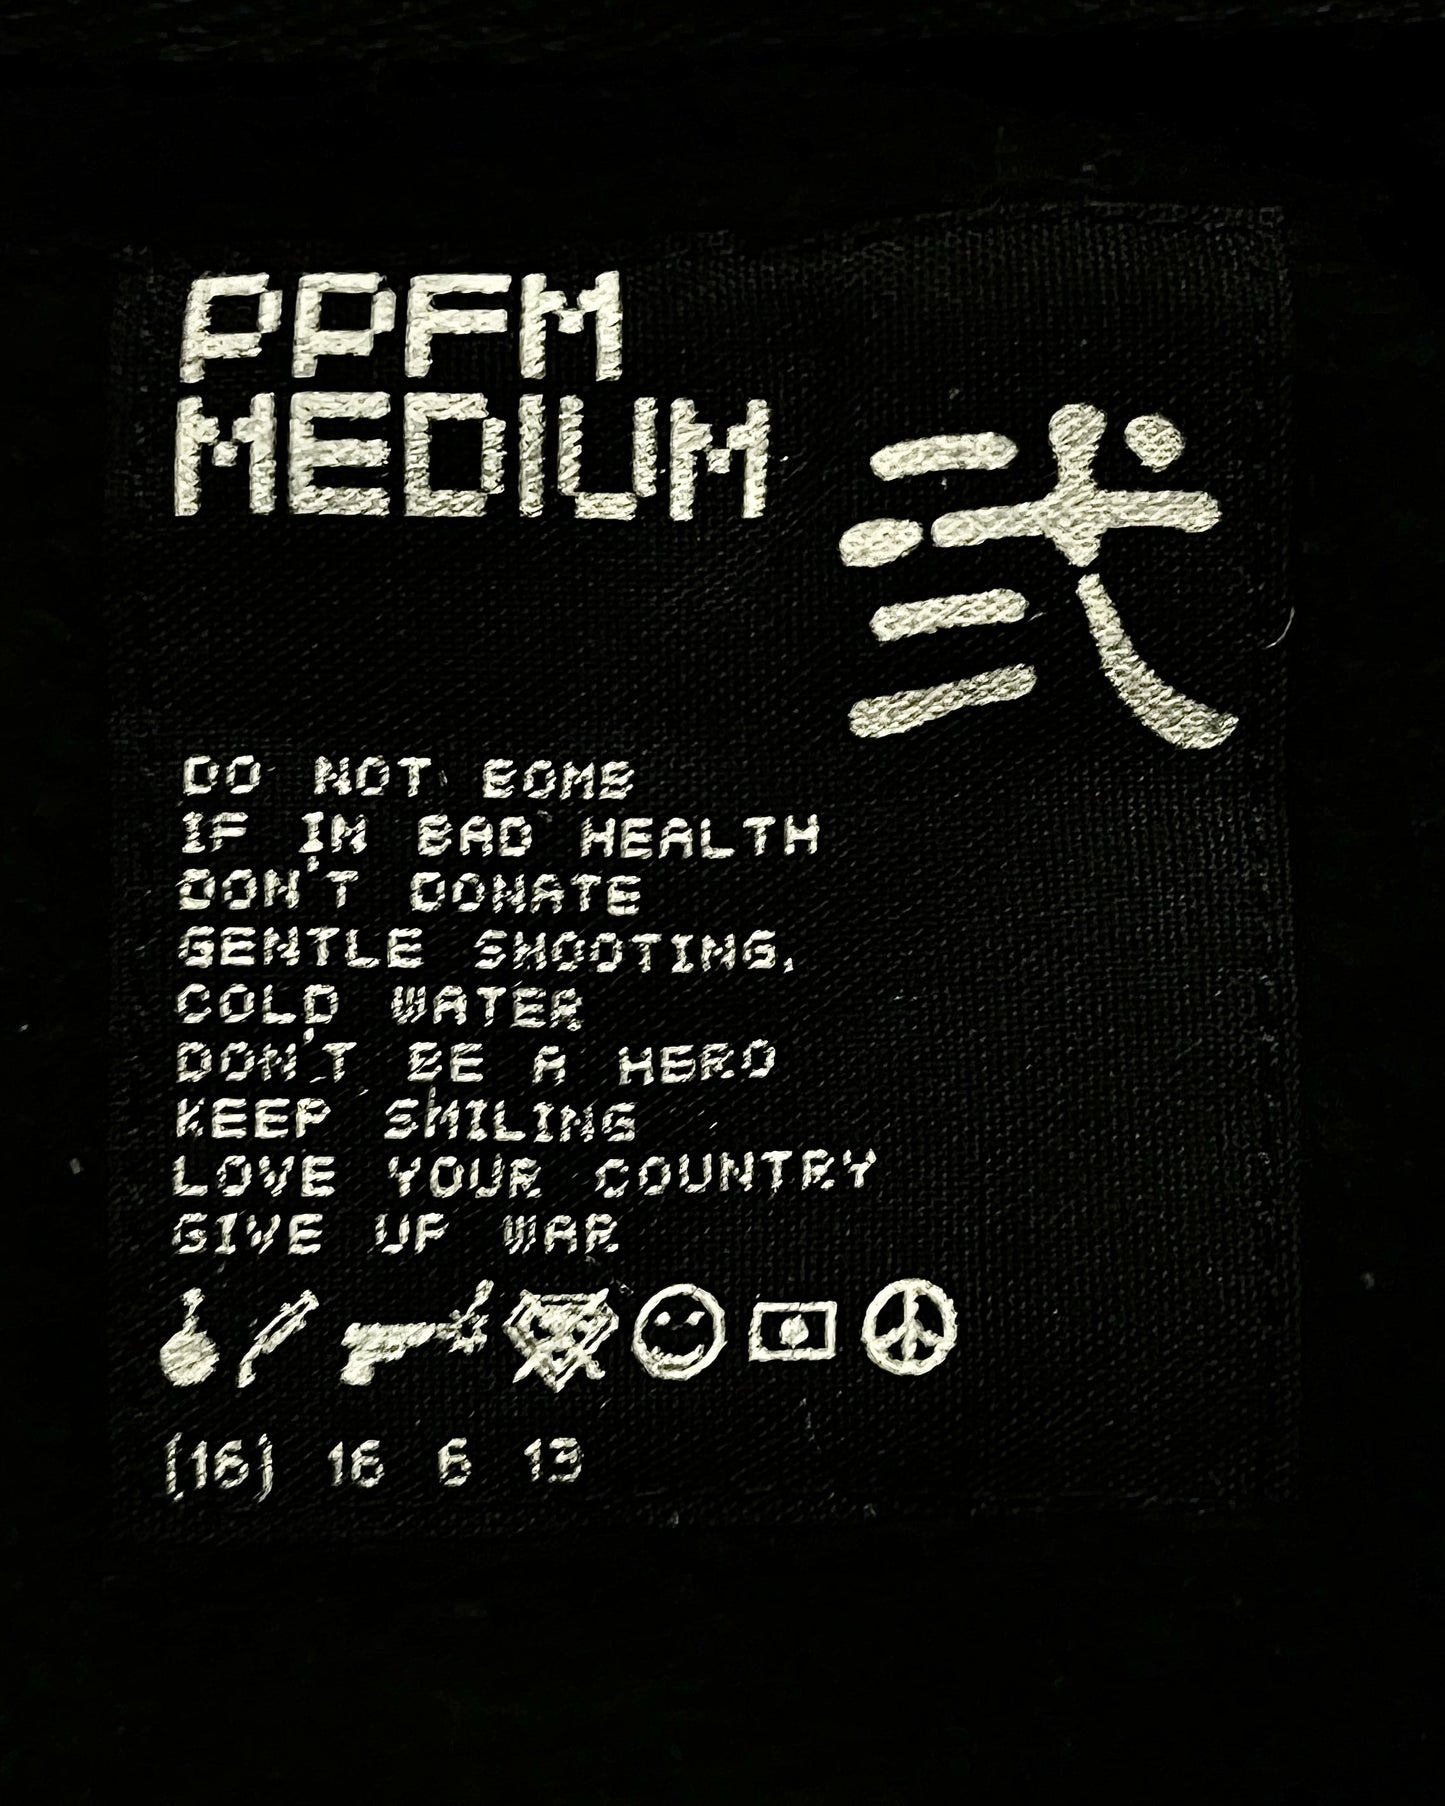 PPFM
MEDIUM
弐
DO NOT BOMB
IF IN BAD HEALTH
DON'T DONATE
GENTLE SHOOTING,
COLD WATER
DON'T BE A HERO
KEEP SMILING
LOVE YOUR COUNTRY
GIVE UP WAR
(16) 16 6 13